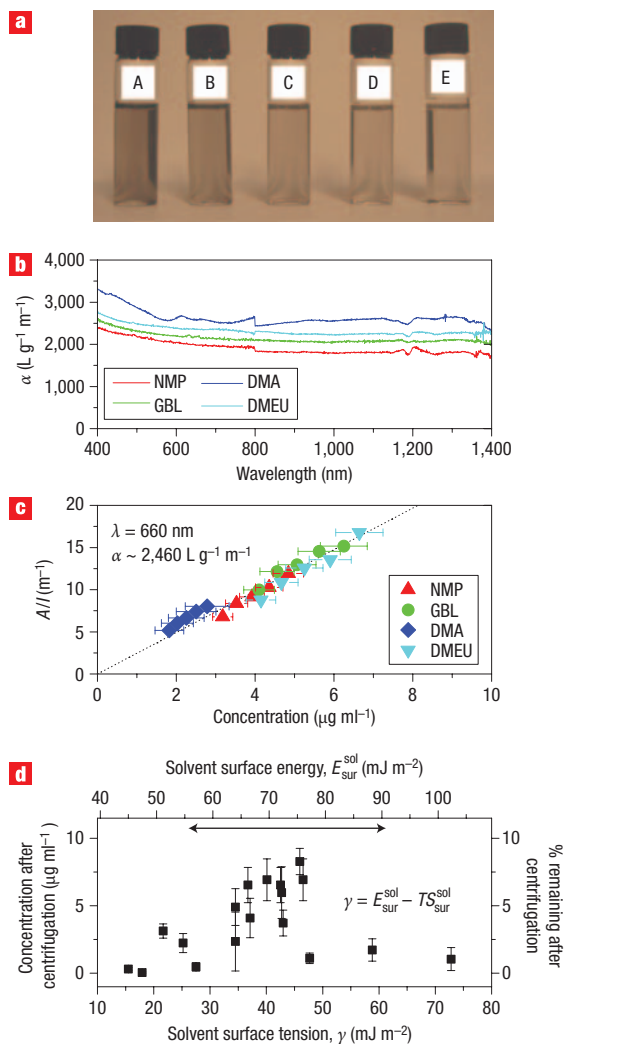 a
A B C D E
b
4,000
3,000
2,000
1,000
0
α (L g⁻¹ m⁻¹)
NMP DMA
GBL DMEU
400 600 800 1,000 1,200 1,400
Wavelength (nm)
c
20
15
10
5
0
A/l (m⁻¹)
λ = 660 nm
α ~ 2,460 L g⁻¹ m⁻¹
NMP
GBL
DMA
DMEU
0 2 4 6 8 10
Concentration (µg ml⁻¹)
d
Solvent surface energy, E_sur^sol (mJ m⁻²)
40 50 60 70 80 90 100
Concentration after
centrifugation (µg ml⁻¹)
10
5
0
γ = E_sur^sol – TS_sur^sol
10
5
0
% remaining after
centrifugation
10 20 30 40 50 60 70 80
Solvent surface tension, γ (mJ m⁻²)